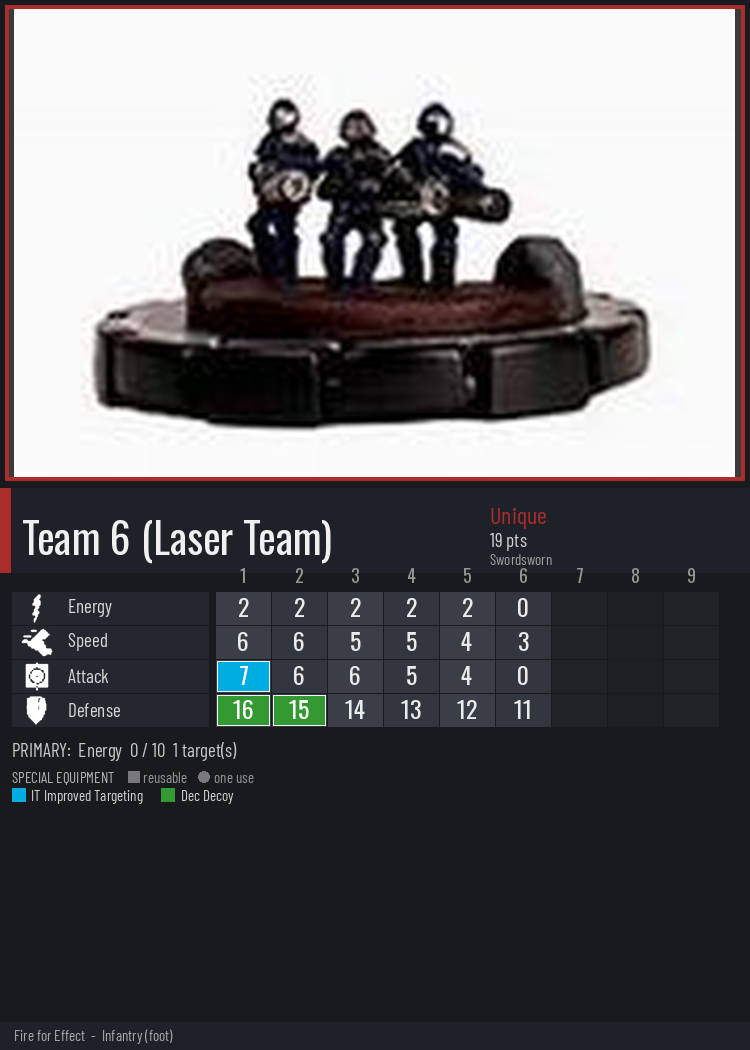 Team 6 (Laser Team)
Unique
19 pts
Swordsworn
1 2 3 4 5 6 7 8 9
Energy 2 2 2 2 2 0
Speed 6 6 5 5 4 3
Attack 7 6 6 5 4 0
Defense 16 15 14 13 12 11
PRIMARY: Energy 0 / 10 1 target(s)
SPECIAL EQUIPMENT reusable one use
IT Improved Targeting Dec Decoy
Fire for Effect - Infantry (foot)